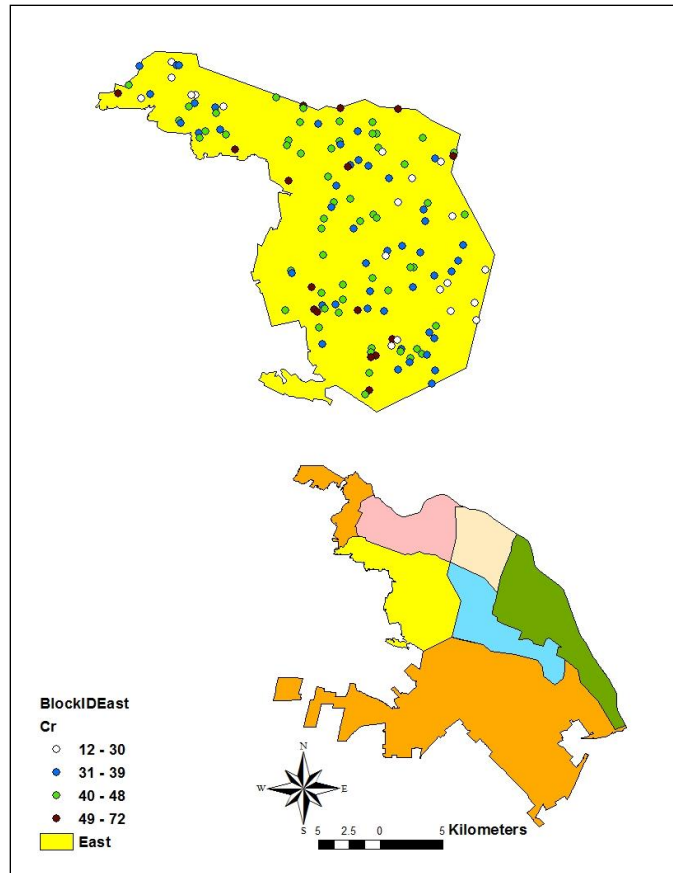 BlockIDEast
Cr
12 - 30
31 - 39
40 - 48
49 - 72
East
N
W E
S
5 2.5 0 5 Kilometers